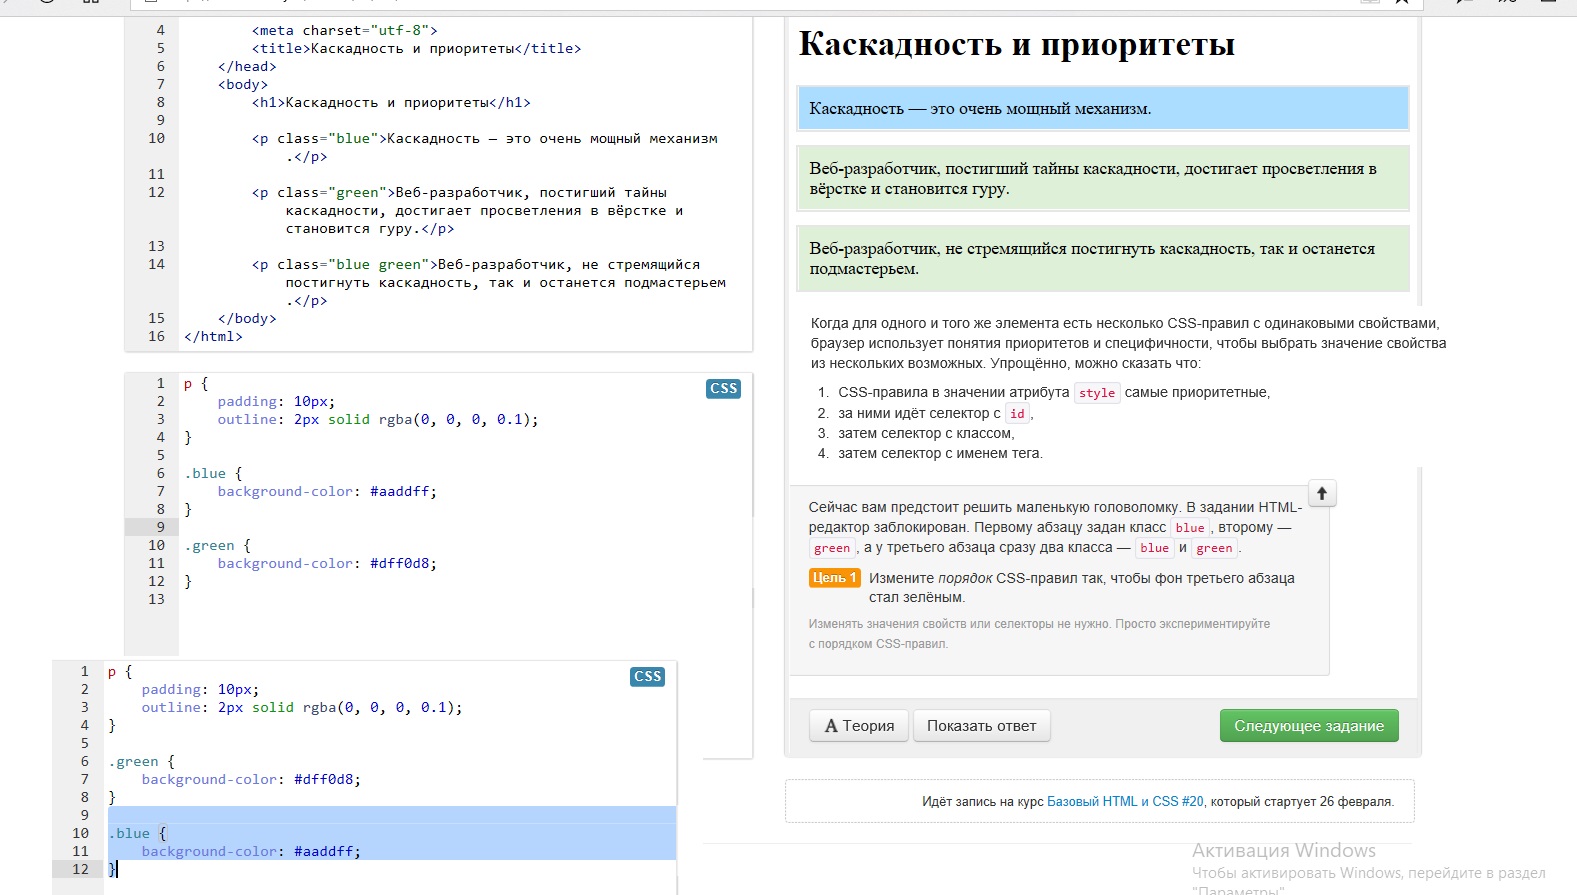 4 <meta charset="utf-8">
5 <title>Каскадность и приоритеты</title>
6 </head>
7 <body>
8 <h1>Каскадность и приоритеты</h1>
9
10 <p class="blue">Каскадность — это очень мощный механизм
.</p>
11
12 <p class="green">Веб-разработчик, постигший тайны
каскадности, достигает просветления в вёрстке и
становится гуру.</p>
13
14 <p class="blue green">Веб-разработчик, не стремящийся
постигнуть каскадность, так и останется подмастерьем
.</p>
15 </body>
16 </html>
CSS
1 p {
2 padding: 10px;
3 outline: 2px solid rgba(0, 0, 0, 0.1);
4 }
5
6 .blue {
7 background-color: #aaddff;
8 }
9
10 .green {
11 background-color: #dff0d8;
12 }
13
CSS
1 p {
2 padding: 10px;
3 outline: 2px solid rgba(0, 0, 0, 0.1);
4 }
5
6 .green {
7 background-color: #dff0d8;
8 }
9
10 .blue {
11 background-color: #aaddff;
12 }
Каскадность и приоритеты
Каскадность — это очень мощный механизм.
Веб-разработчик, постигший тайны каскадности, достигает просветления в
вёрстке и становится гуру.
Веб-разработчик, не стремящийся постигнуть каскадность, так и останется
подмастерьем.
Когда для одного и того же элемента есть несколько CSS-правил с одинаковыми свойствами,
браузер использует понятия приоритетов и специфичности, чтобы выбрать значение свойства
из нескольких возможных. Упрощённо, можно сказать что:
1. CSS-правила в значении атрибута style самые приоритетные,
2. за ними идёт селектор с id,
3. затем селектор с классом,
4. затем селектор с именем тега.
Сейчас вам предстоит решить маленькую головоломку. В задании HTML-
редактор заблокирован. Первому абзацу задан класс blue, второму —
green, а у третьего абзаца сразу два класса — blue и green.
Цель 1 Измените порядок CSS-правил так, чтобы фон третьего абзаца
стал зелёным.
Изменять значения свойств или селекторы не нужно. Просто экспериментируйте
с порядком CSS-правил.
A Теория
Показать ответ
Следующее задание
Идёт запись на курс Базовый HTML и CSS #20, который стартует 26 февраля.
Активация Windows
Чтобы активировать Windows, перейдите в раздел
"Параметры".